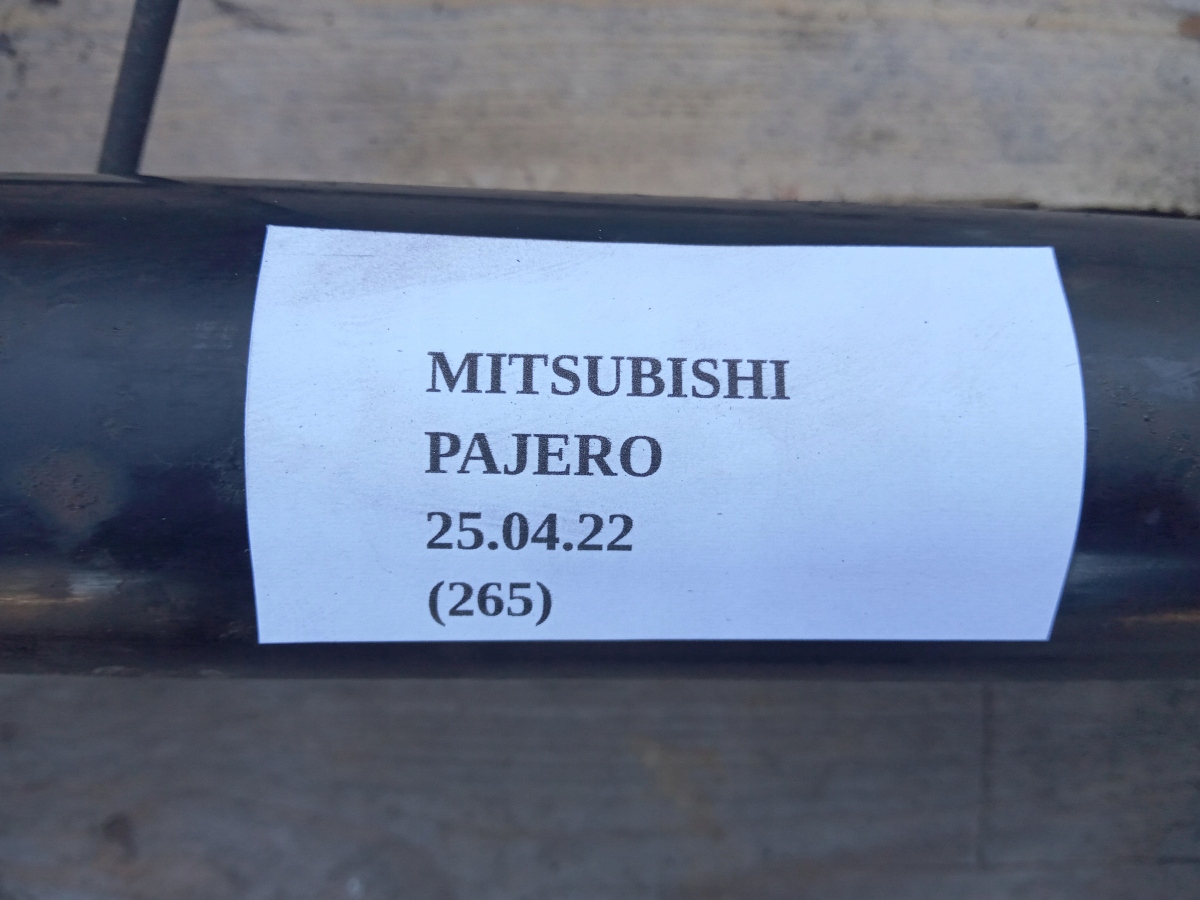 MITSUBISHI
PAJERO
25.04.22
(265)